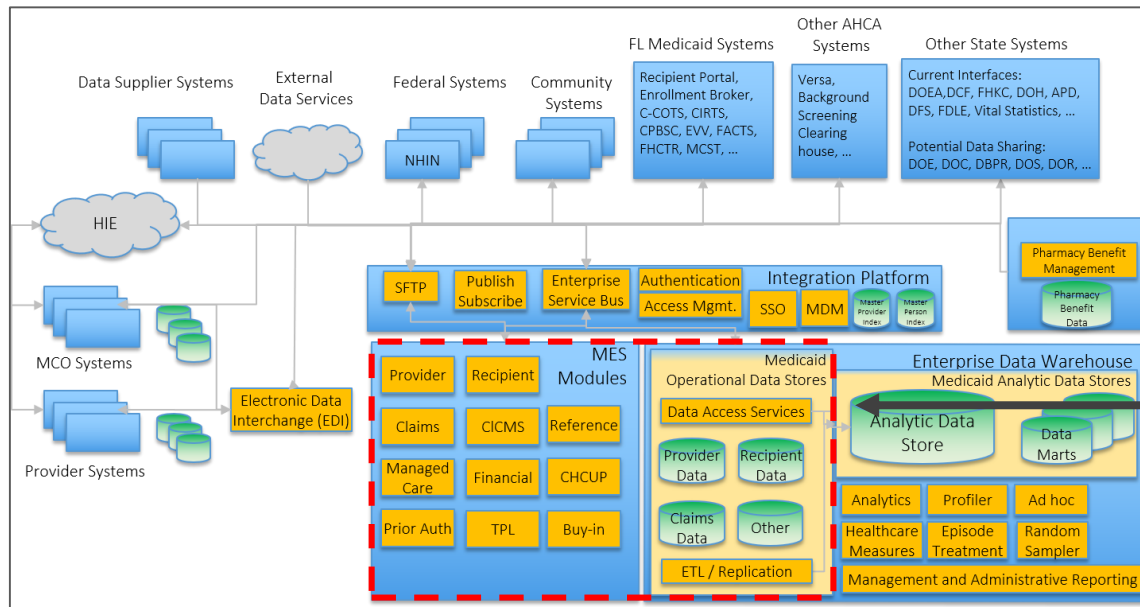 Data Supplier Systems
External
Data Services
Federal Systems
NHIN
Community
Systems
FL Medicaid Systems
Recipient Portal,
Enrollment Broker,
C-COTS, CIRTS,
CPBSC, EVV, FACTS,
FHCTR, MCST, ...
Other AHCA
Systems
Versa,
Background
Screening
Clearing
house, ...
Other State Systems
Current Interfaces:
DOEA,DCF, FHKC, DOH, APD,
DFS, FDLE, Vital Statistics, ...
Potential Data Sharing:
DOE, DOC, DBPR, DOS, DOR, ...
HIE
MCO Systems
Provider Systems
Electronic Data
Interchange (EDI)
SFTP
Publish
Subscribe
Enterprise
Service Bus
Authentication
Access Mgmt.
Integration Platform
SSO
MDM
Master
Provider
Index
Master
Person
Index
Pharmacy Benefit
Management
Pharmacy
Benefit
Data
MES
Modules
Provider
Recipient
Claims
CICMS
Reference
Managed
Care
Financial
CHCUP
Prior Auth
TPL
Buy-in
Medicaid
Operational Data Stores
Data Access Services
Provider
Data
Recipient
Data
Claims
Data
Other
ETL / Replication
Enterprise Data Warehouse
Medicaid Analytic Data Stores
Analytic Data
Store
Data
Marts
Analytics
Profiler
Ad hoc
Healthcare
Measures
Episode
Treatment
Random
Sampler
Management and Administrative Reporting